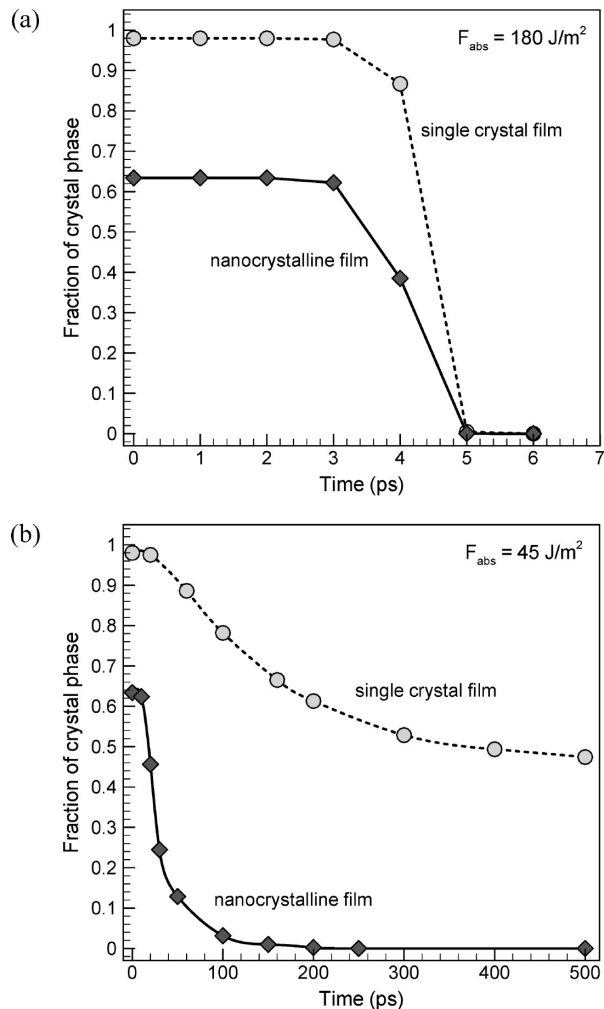 (a)
1
0.9
0.8
0.7
0.6
0.5
0.4
0.3
0.2
0.1
0
Fraction of crystal phase
F_abs = 180 J/m²
single crystal film
nanocrystalline film
0 1 2 3 4 5 6 7
Time (ps)
(b)
1
0.9
0.8
0.7
0.6
0.5
0.4
0.3
0.2
0.1
0
Fraction of crystal phase
F_abs = 45 J/m²
single crystal film
nanocrystalline film
0 100 200 300 400 500
Time (ps)